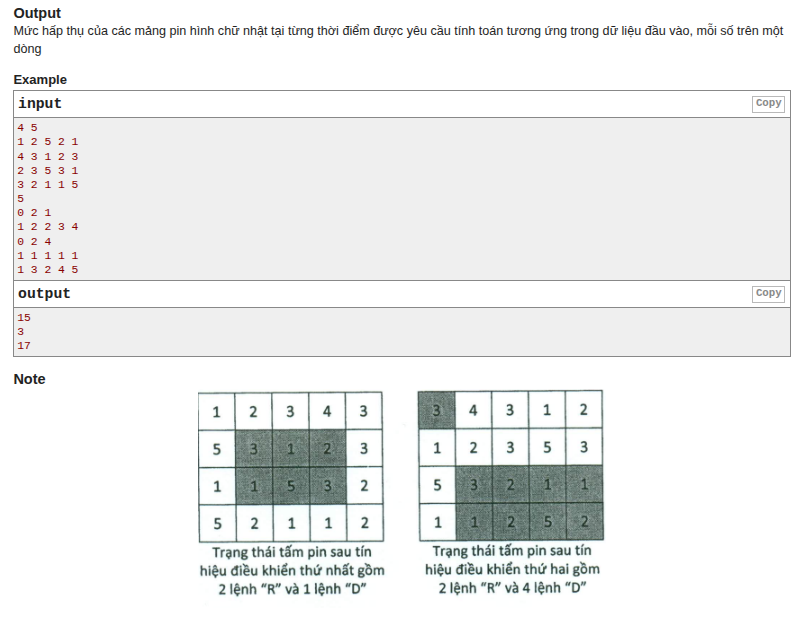 Output
Mức hấp thụ của các mảng pin hình chữ nhật tại từng thời điểm được yêu cầu tính toán tương ứng trong dữ liệu đầu vào, mỗi số trên một
dòng
Example
input
Copy
4 5
1 2 5 2 1
4 3 1 2 3
2 3 5 3 1
3 2 1 1 5
5
0 2 1
1 2 2 3 4
0 2 4
1 1 1 1 1
1 3 2 4 5
output
Copy
15
3
17
Note
1 2 3 4 3
5 3 1 2 3
1 1 5 3 2
5 2 1 1 2
Trạng thái tấm pin sau tín
hiệu điều khiển thứ nhất gồm
2 lệnh “R” và 1 lệnh “D”
3 4 3 1 2
1 2 3 5 3
5 3 2 1 1
1 1 2 5 2
Trạng thái tấm pin sau tín
hiệu điều khiển thứ hai gồm
2 lệnh “R” và 4 lệnh “D”